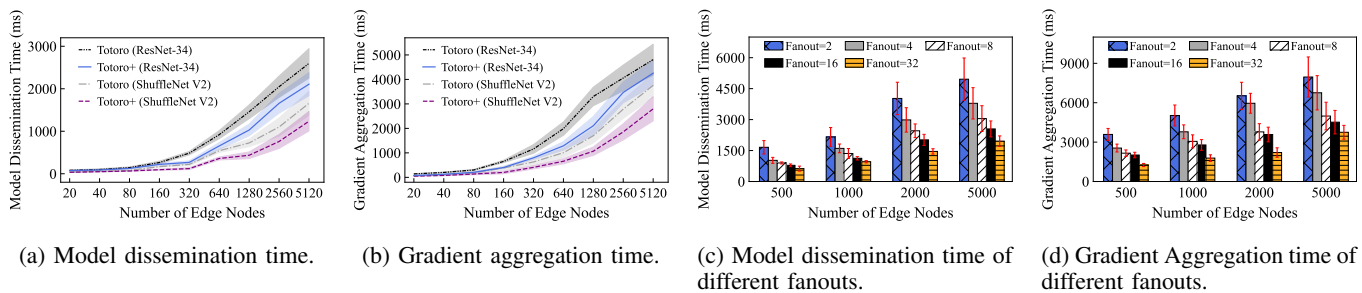 Model Dissemination Time (ms)
3000
2000
1000
0
Totoro (ResNet-34)
Totoro+ (ResNet-34)
Totoro (ShuffleNet V2)
Totoro+ (ShuffleNet V2)
20 40 80 160 320 640 1280 2560 5120
Number of Edge Nodes
(a) Model dissemination time.
Gradient Aggregation Time (ms)
5000
4000
3000
2000
1000
0
Totoro (ResNet-34)
Totoro+ (ResNet-34)
Totoro (ShuffleNet V2)
Totoro+ (ShuffleNet V2)
20 40 80 160 320 640 1280 2560 5120
Number of Edge Nodes
(b) Gradient aggregation time.
Model Dissemination Time (ms)
6000
4500
3000
1500
0
Fanout=2 Fanout=4 Fanout=8
Fanout=16 Fanout=32
500 1000 2000 5000
Number of Edge Nodes
(c) Model dissemination time of
different fanouts.
Gradient Aggregation Time (ms)
9000
6000
3000
0
Fanout=2 Fanout=4 Fanout=8
Fanout=16 Fanout=32
500 1000 2000 5000
Number of Edge Nodes
(d) Gradient Aggregation time of
different fanouts.